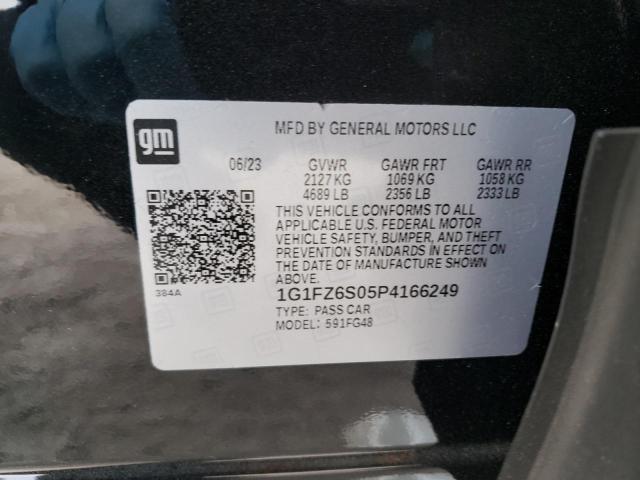 gm
MFD BY GENERAL MOTORS LLC
06/23 GVWR GAWR FRT GAWR RR
2127 KG 1069 KG 1058 KG
4689 LB 2356 LB 2333 LB
THIS VEHICLE CONFORMS TO ALL
APPLICABLE U.S. FEDERAL MOTOR
VEHICLE SAFETY, BUMPER, AND THEFT
PREVENTION STANDARDS IN EFFECT ON
THE DATE OF MANUFACTURE SHOWN
ABOVE.
384A
1G1FZ6S05P4166249
TYPE: PASS CAR
MODEL: 591FG48